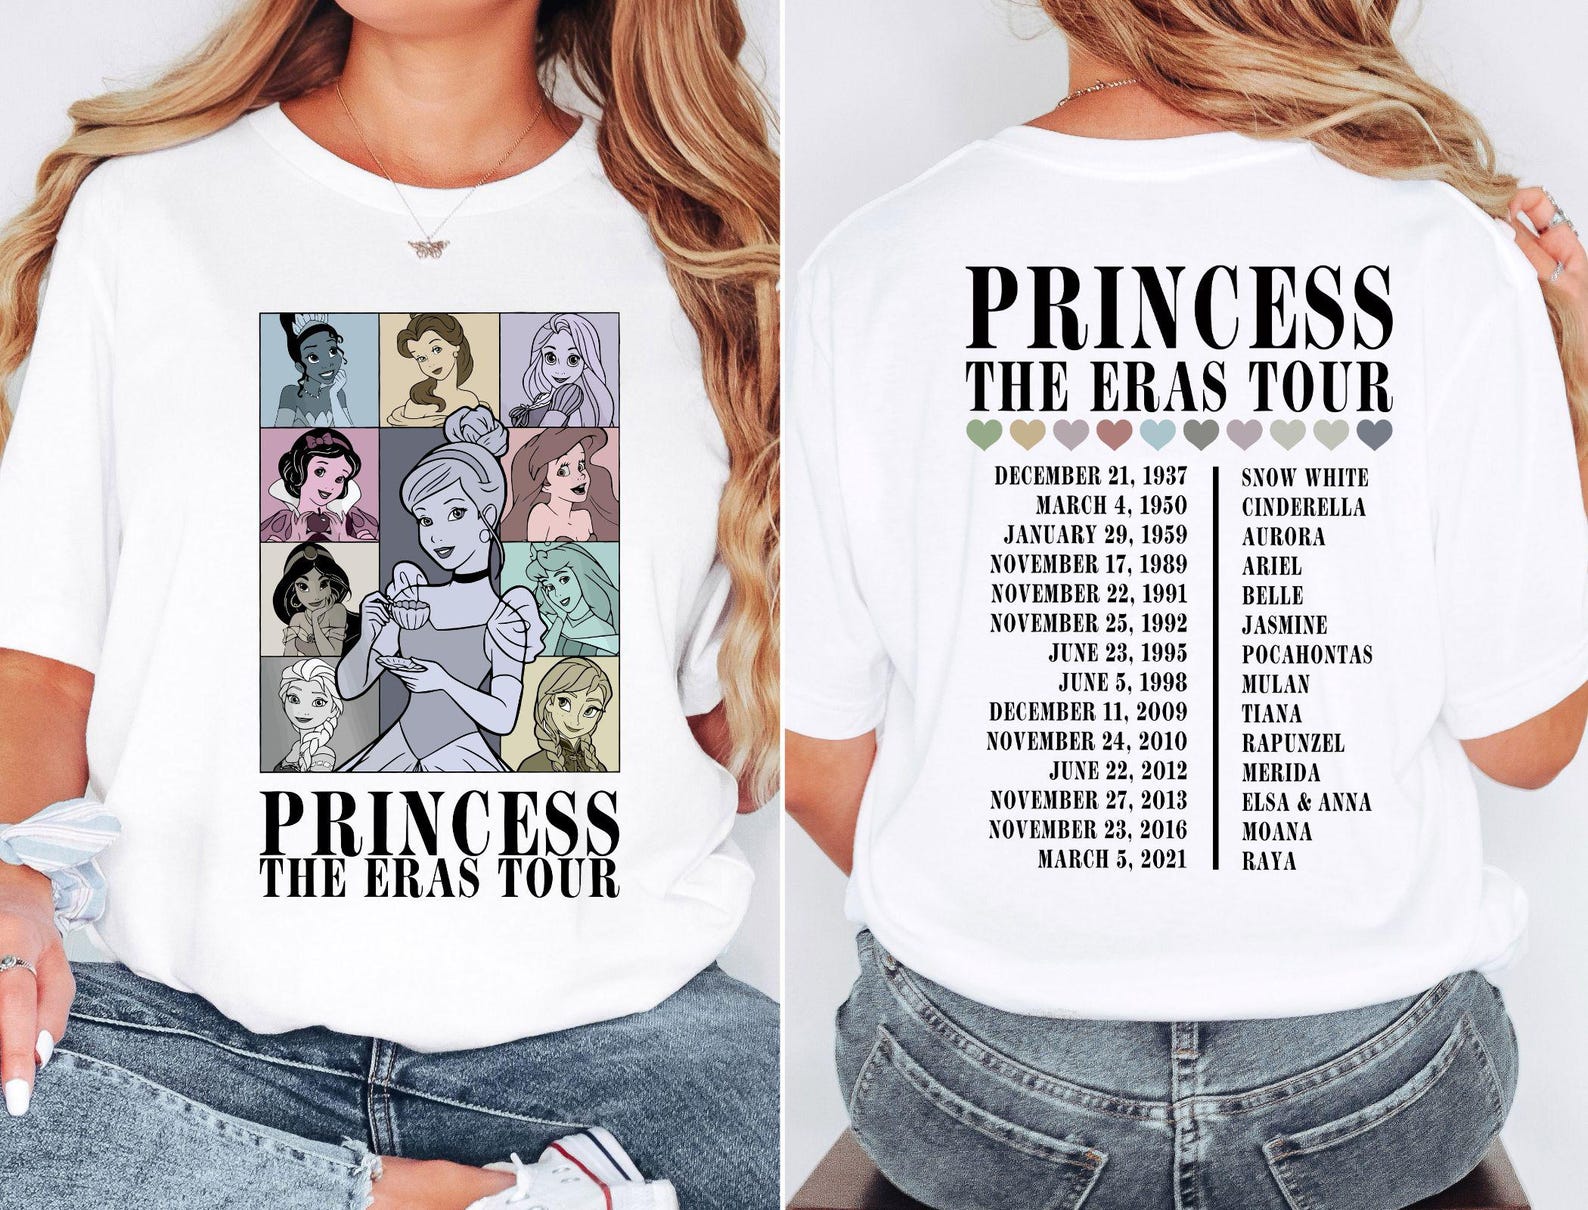 PRINCESS
THE ERAS TOUR
PRINCESS
THE ERAS TOUR
DECEMBER 21, 1937 SNOW WHITE
MARCH 4, 1950 CINDERELLA
JANUARY 29, 1959 AURORA
NOVEMBER 17, 1989 ARIEL
NOVEMBER 22, 1991 BELLE
NOVEMBER 25, 1992 JASMINE
JUNE 23, 1995 POCAHONTAS
JUNE 5, 1998 MULAN
DECEMBER 11, 2009 TIANA
NOVEMBER 24, 2010 RAPUNZEL
JUNE 22, 2012 MERIDA
NOVEMBER 27, 2013 ELSA & ANNA
NOVEMBER 23, 2016 MOANA
MARCH 5, 2021 RAYA